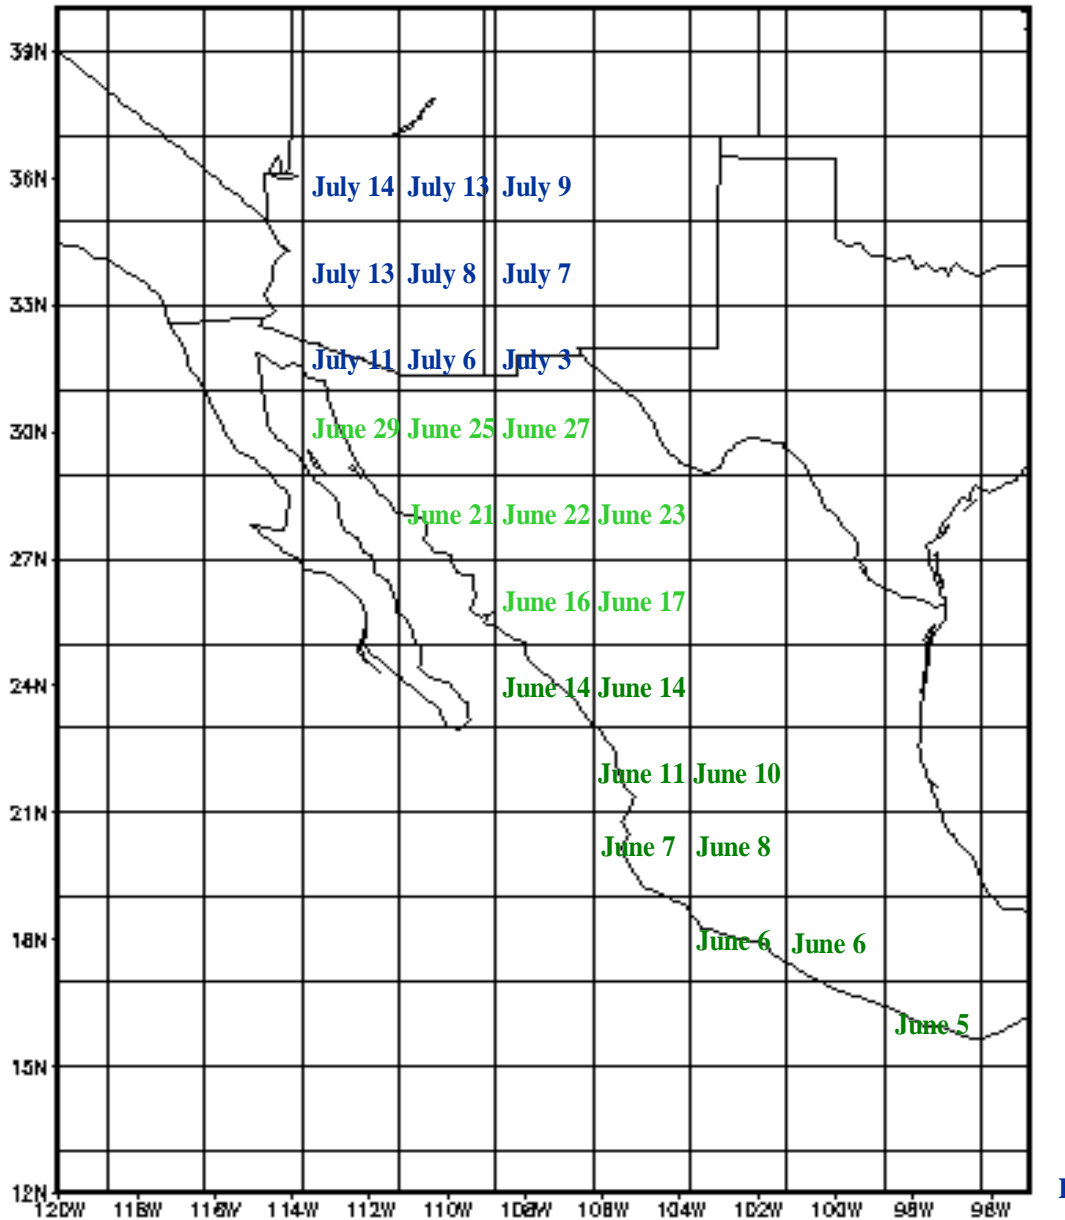 39N
36N
July 14 July 13 July 9
July 13 July 8 July 7
33N
July 11 July 6 July 3
30N
June 29 June 25 June 27
June 21 June 22 June 23
27N
June 16 June 17
24N
June 14 June 14
June 11 June 10
21N
June 7 June 8
18N
June 6 June 6
June 5
15N
12N
120W 118W 116W 114W 112W 110W 108W 106W 104W 102W 100W 98W 96W